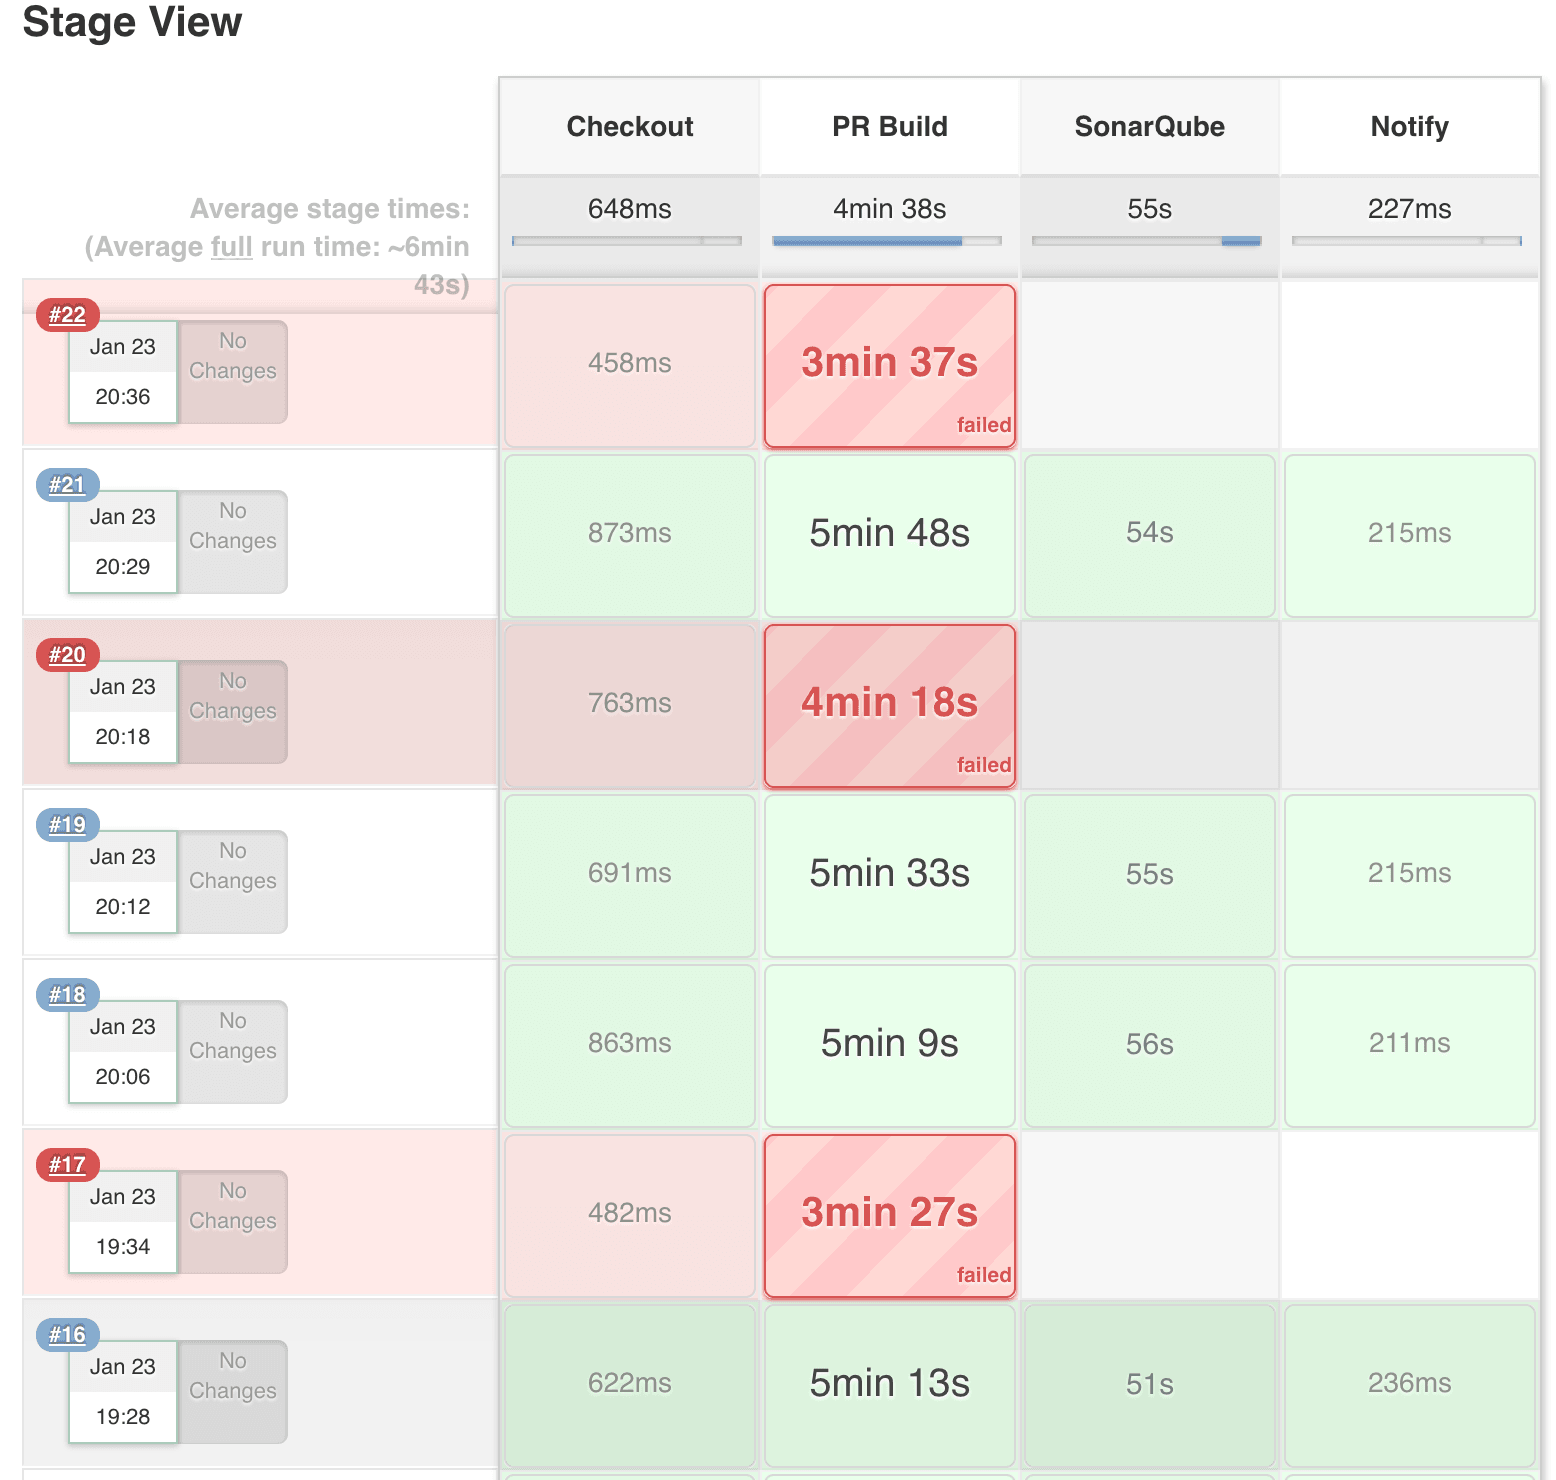 Stage View
Checkout PR Build SonarQube Notify
Average stage times: 648ms 4min 38s 55s 227ms
(Average full run time: ~6min
43s)
#22
Jan 23 No
Changes
20:36
458ms 3min 37s
failed
#21
Jan 23 No
Changes
20:29
873ms 5min 48s 54s 215ms
#20
Jan 23 No
Changes
20:18
763ms 4min 18s
failed
#19
Jan 23 No
Changes
20:12
691ms 5min 33s 55s 215ms
#18
Jan 23 No
Changes
20:06
863ms 5min 9s 56s 211ms
#17
Jan 23 No
Changes
19:34
482ms 3min 27s
failed
#16
Jan 23 No
Changes
19:28
622ms 5min 13s 51s 236ms